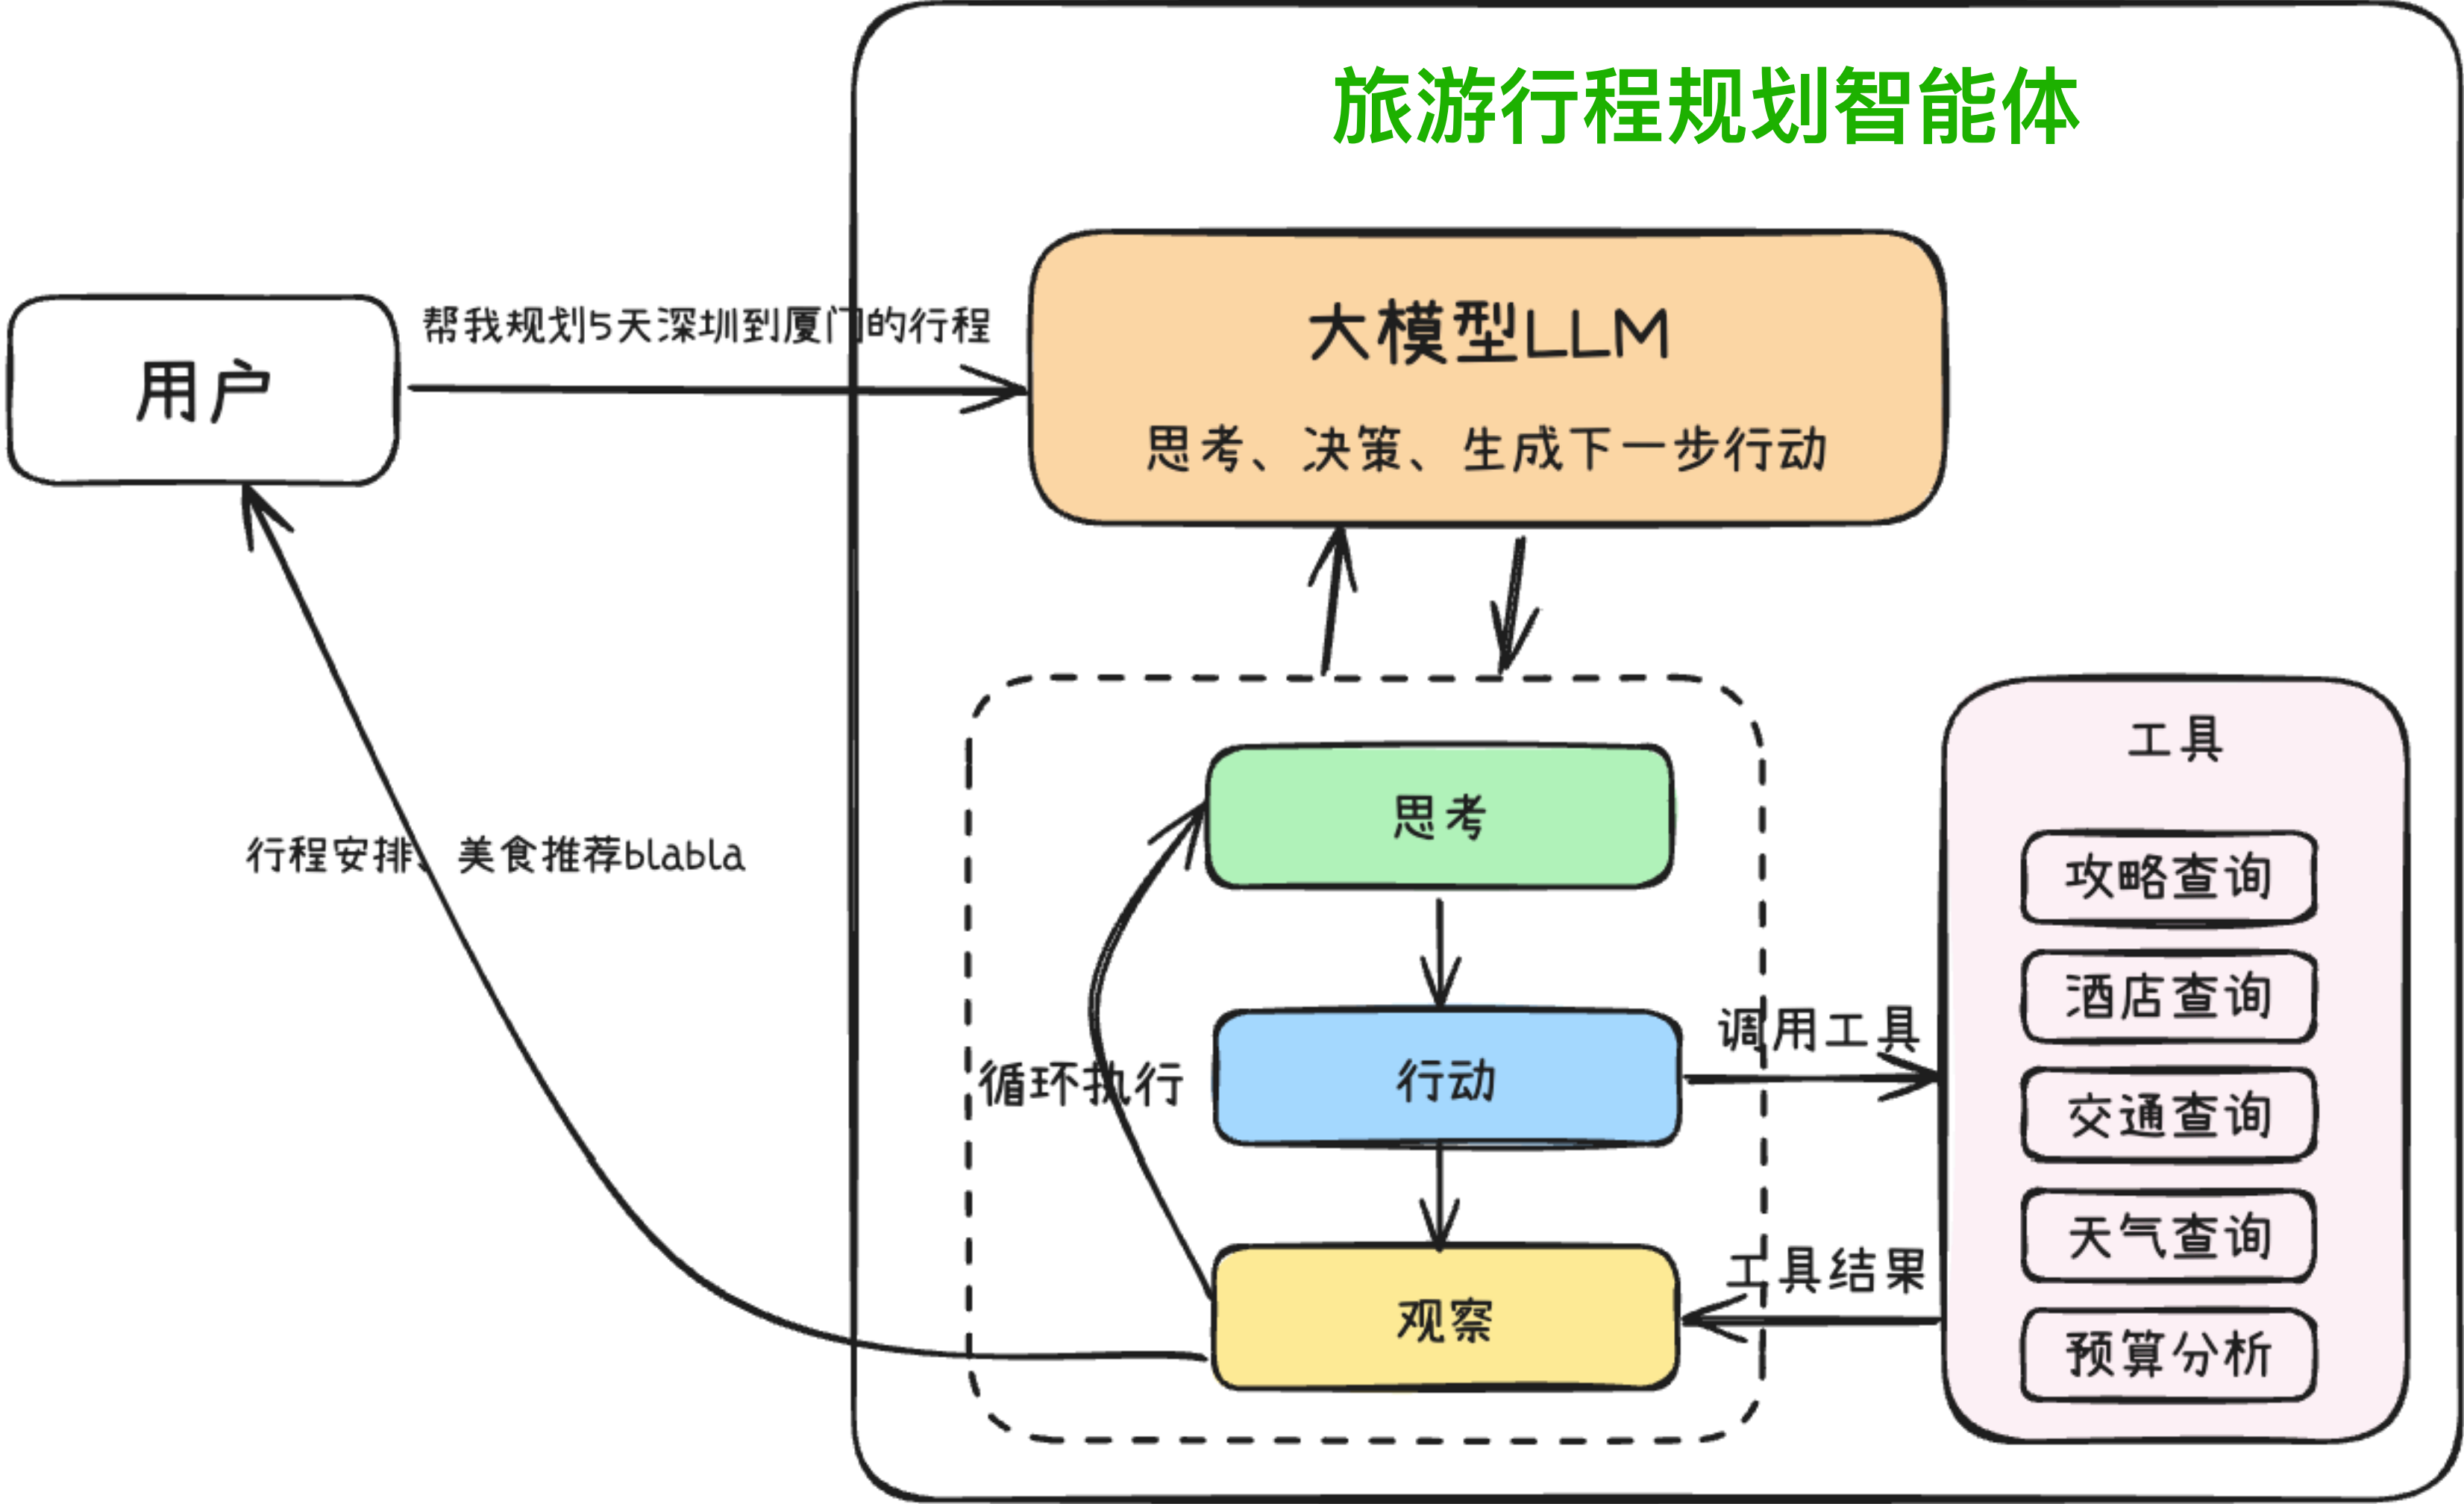 旅游行程规划智能体
帮我规划5天深圳到厦门的行程
用户
大模型LLM
思考、决策、生成下一步行动
行程安排、美食推荐blabla
思考
行动
观察
循环执行
调用工具
工具结果
工具
攻略查询
酒店查询
交通查询
天气查询
预算分析